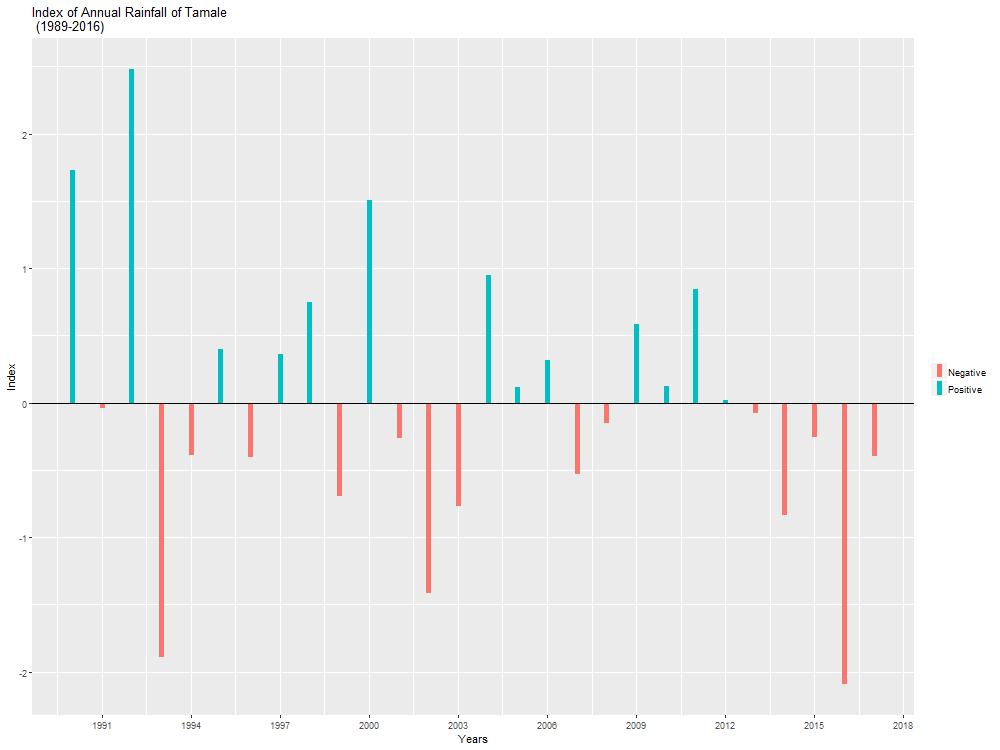 Index of Annual Rainfall of Tamale
(1989-2016)
2
1
0
-1
-2
Index
1991 1994 1997 2000 2003 2006 2009 2012 2015 2018
Years
Negative
Positive